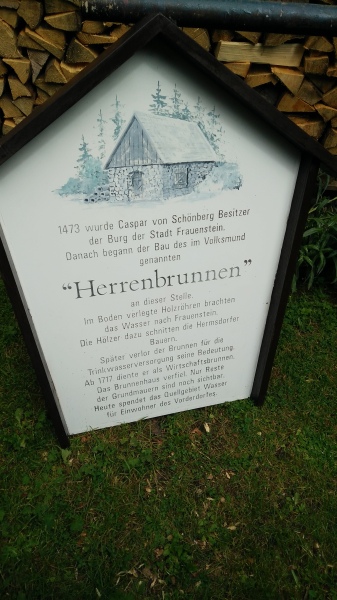 1473 wurde Caspar von Schönberg Besitzer
der Burg der Stadt Frauenstein.
Danach begann der Bau des im Volksmund
genannten
"Herrenbrunnen"
an dieser Stelle.
Im Boden verlegte Holzröhren brachten
das Wasser nach Frauenstein.
Die Hölzer dazu schnitten die Hermsdorfer
Bauern.
Später verlor der Brunnen für die
Trinkwasserversorgung seine Bedeutung.
Ab 1717 diente er als Wirtschaftsbrunnen.
Das Brunnenhaus verfiel. Nur Reste
der Grundmauern sind noch sichtbar.
Heute spendet das Quellgebiet Wasser
für Einwohner des Vorderdorfes.